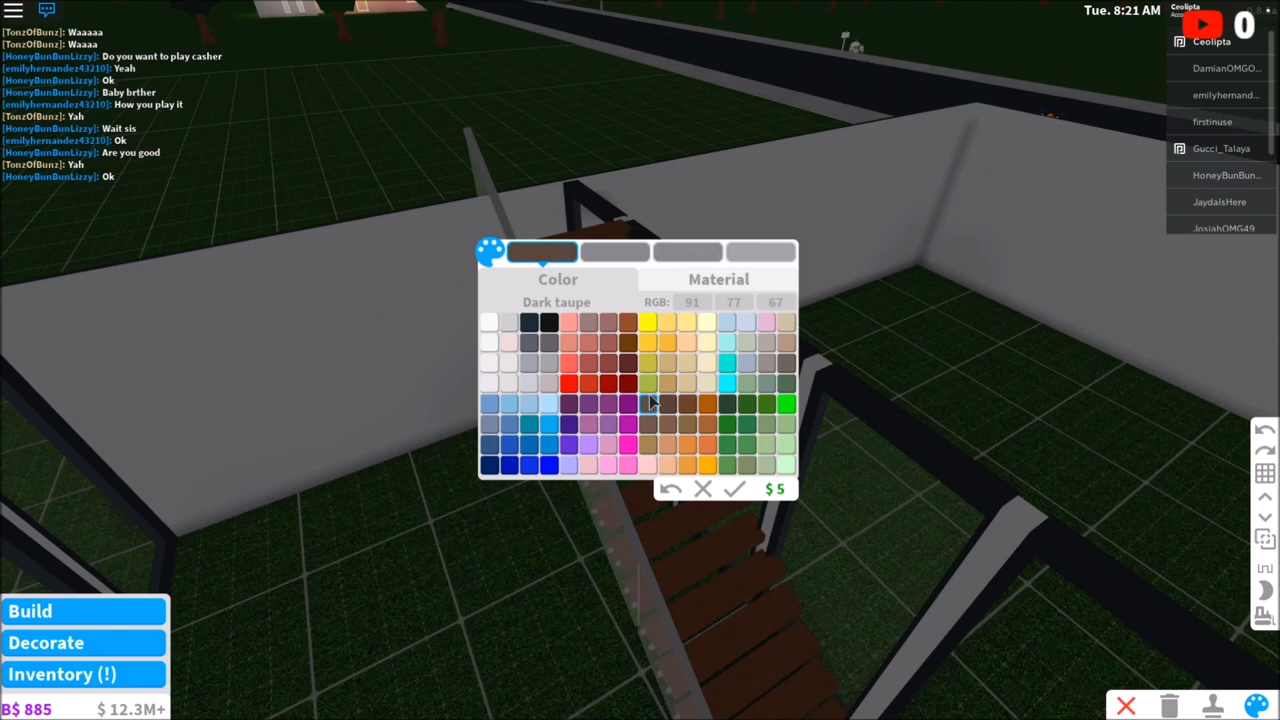 [TonzOfBunz]: Waaaaa
[TonzOfBunz]: Waaaa
[HoneyBunBunLizzy]: Do you want to play casher
[emilyhernandez43210]: Yeah
[HoneyBunBunLizzy]: Ok
[HoneyBunBunLizzy]: Baby brther
[emilyhernandez43210]: How you play it
[TonzOfBunz]: Yah
[HoneyBunBunLizzy]: Wait sis
[emilyhernandez43210]: Ok
[HoneyBunBunLizzy]: Are you good
[TonzOfBunz]: Yah
[HoneyBunBunLizzy]: Ok
Tue. 8:21 AM
Ceolipta
0
Ceolipta
DamianOMGO...
emilyhernand...
firstinuse
Gucci_Talaya
HoneyBunBun...
JaydaIsHere
JosiahOMG49
Color
Material
Dark taupe
RGB: 91 77 67
$ 5
Build
Decorate
Inventory (!)
B$ 885
$ 12.3M+